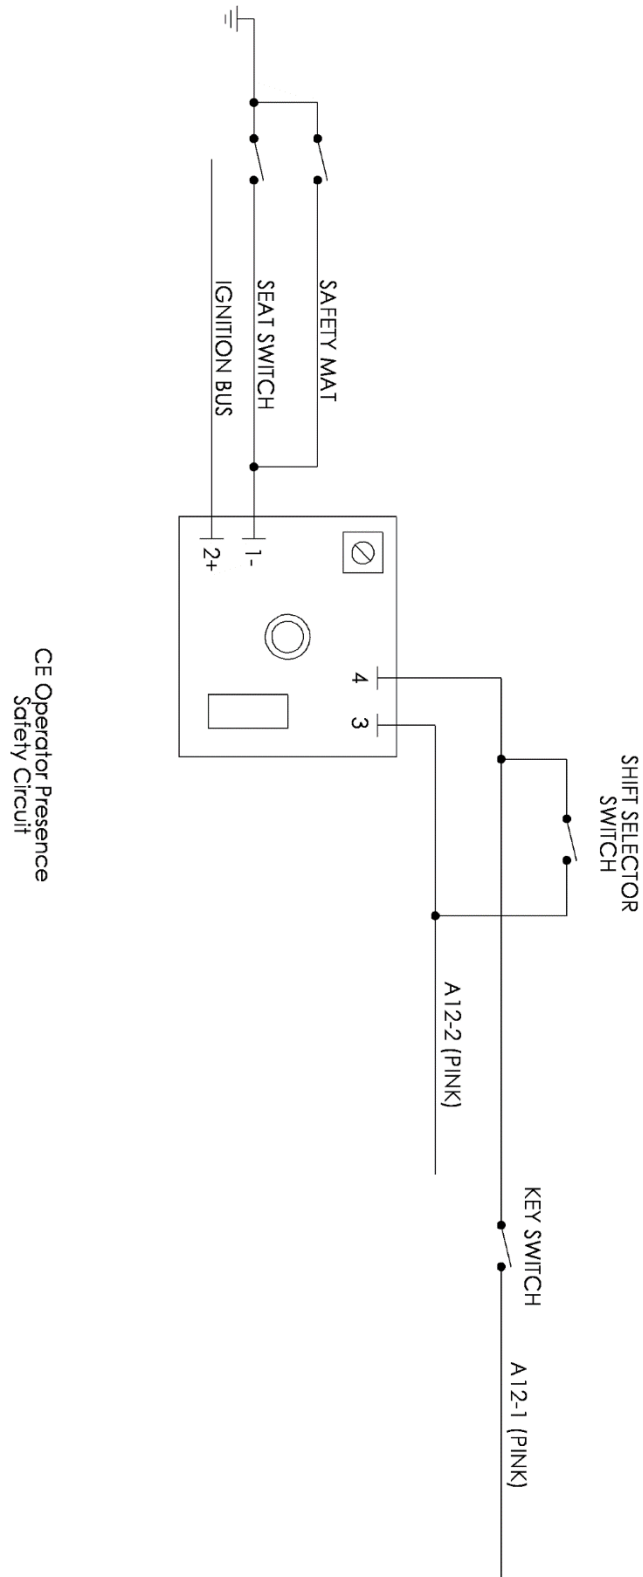 SHIFT SELECTOR
SWITCH
KEY SWITCH
A12-1 (PINK)
A12-2 (PINK)
SAFETY MAT
SEAT SWITCH
IGNITION BUS
1-
2+
4
3
CE Operator Presence
Safety Circuit